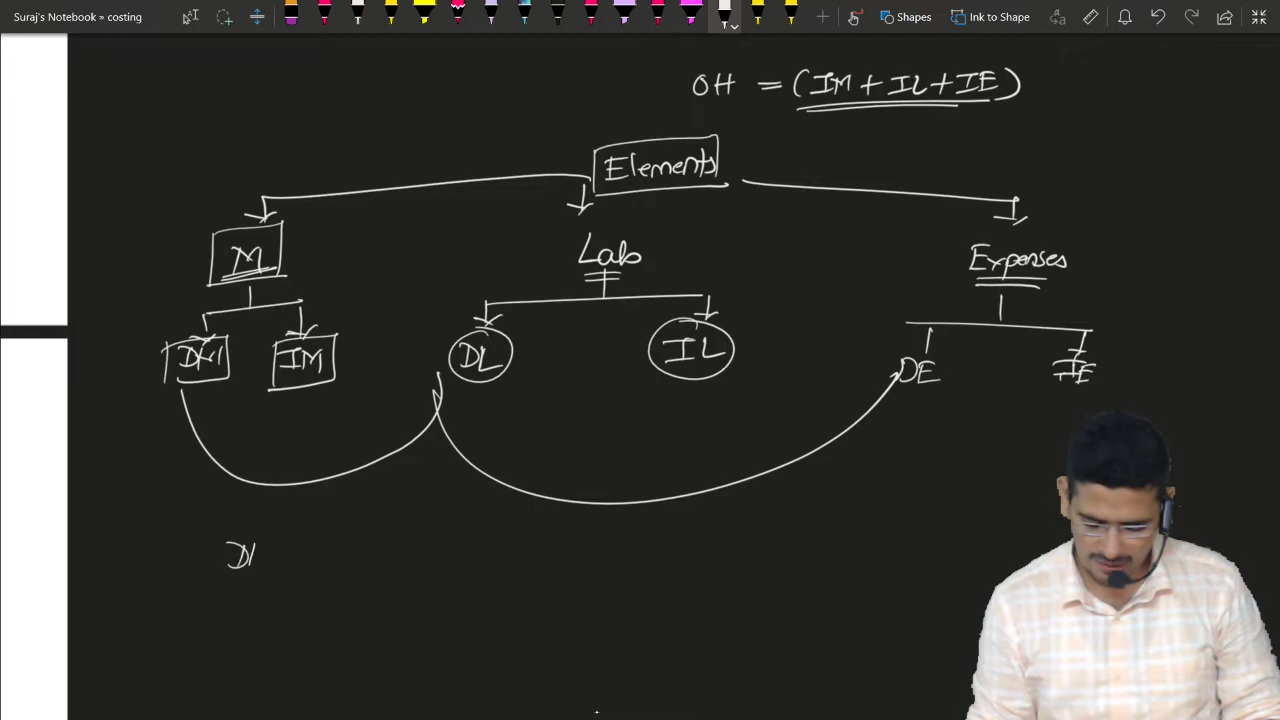 Suraj's Notebook » costing
Shapes
Ink to Shape
OH = (IM + IL + IE)
Elements
M
Lab
Expenses
DM
IM
DL
IL
DE
IE